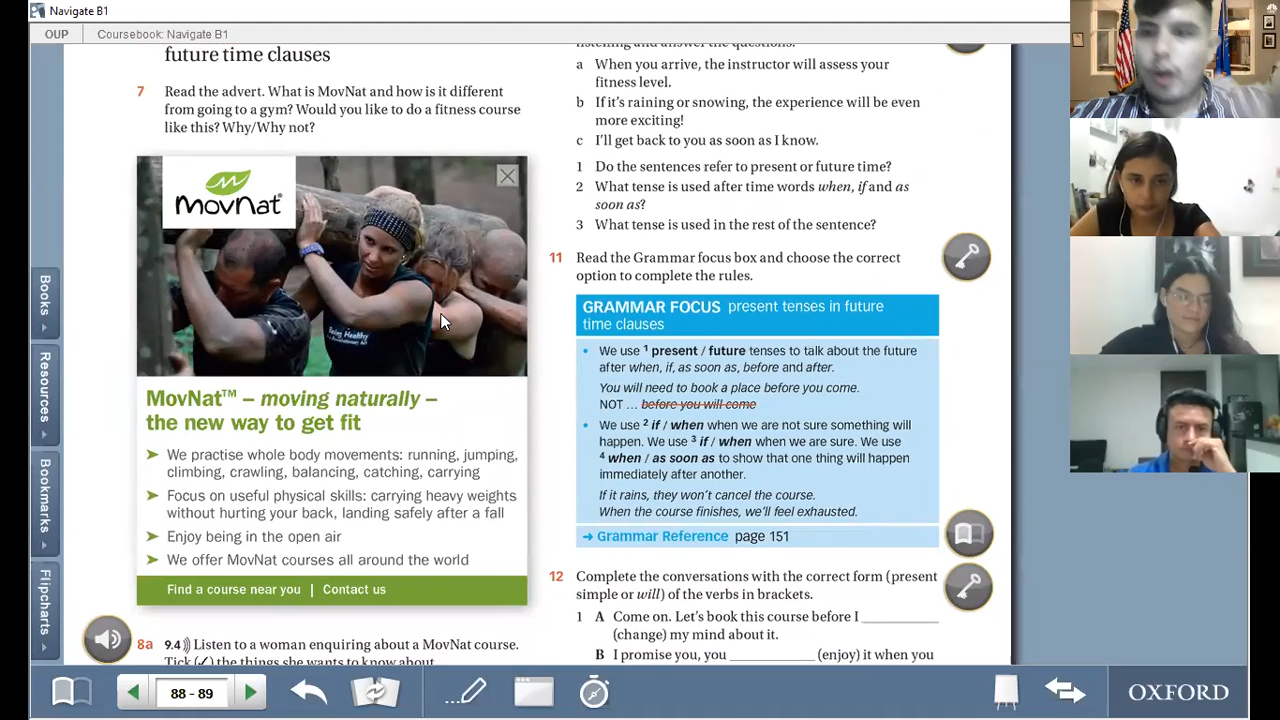 Navigate B1
OUP
Coursebook: Navigate B1
future time clauses
7 Read the advert. What is MovNat and how is it different
from going to a gym? Would you like to do a fitness course
like this? Why/Why not?
movnat
Being Healthy
MovNat™ – moving naturally –
the new way to get fit
We practise whole body movements: running, jumping,
climbing, crawling, balancing, catching, carrying
Focus on useful physical skills: carrying heavy weights
without hurting your back, landing safely after a fall
Enjoy being in the open air
We offer MovNat courses all around the world
Find a course near you | Contact us
8a 9.4 Listen to a woman enquiring about a MovNat course.
Tick (✓) the things she wants to know about.
listening and answer the questions.
a When you arrive, the instructor will assess your
fitness level.
b If it's raining or snowing, the experience will be even
more exciting!
c I'll get back to you as soon as I know.
1 Do the sentences refer to present or future time?
2 What tense is used after time words when, if and as
soon as?
3 What tense is used in the rest of the sentence?
11 Read the Grammar focus box and choose the correct
option to complete the rules.
GRAMMAR FOCUS present tenses in future
time clauses
• We use 1 present / future tenses to talk about the future
after when, if, as soon as, before and after.
You will need to book a place before you come.
NOT ... before you will come
• We use 2 if / when when we are not sure something will
happen. We use 3 if / when when we are sure. We use
4 when / as soon as to show that one thing will happen
immediately after another.
If it rains, they won't cancel the course.
When the course finishes, we'll feel exhausted.
→ Grammar Reference page 151
12 Complete the conversations with the correct form (present
simple or will) of the verbs in brackets.
1 A Come on. Let's book this course before I ________
(change) my mind about it.
B I promise you, you ________ (enjoy) it when you
Books
Resources
Bookmarks
Flipcharts
88 - 89
OXFORD